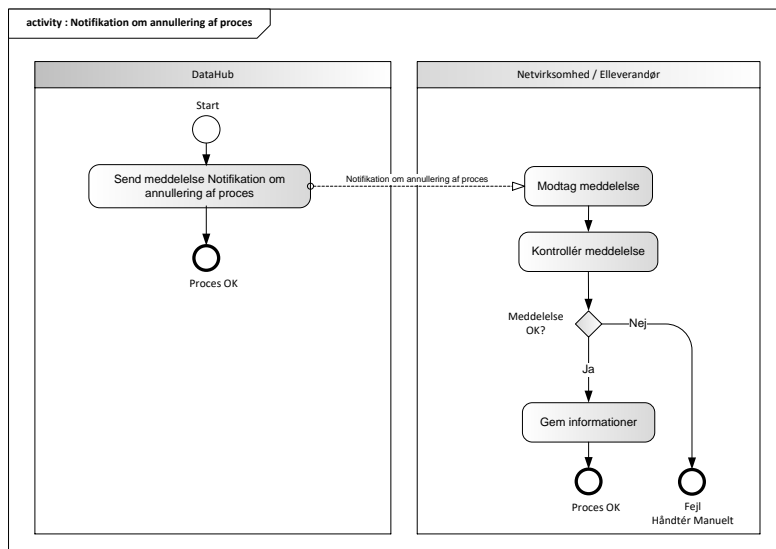 activity : Notifikation om annullering af proces
DataHub
Netvirksomhed / Elleverandør
Start
Send meddelelse Notifikation om
annullering af proces
Notifikation om annullering af proces
Modtag meddelelse
Kontrollér meddelelse
Proces OK
Meddelelse
OK?
Nej
Ja
Gem informationer
Proces OK
Fejl
Håndtér Manuelt